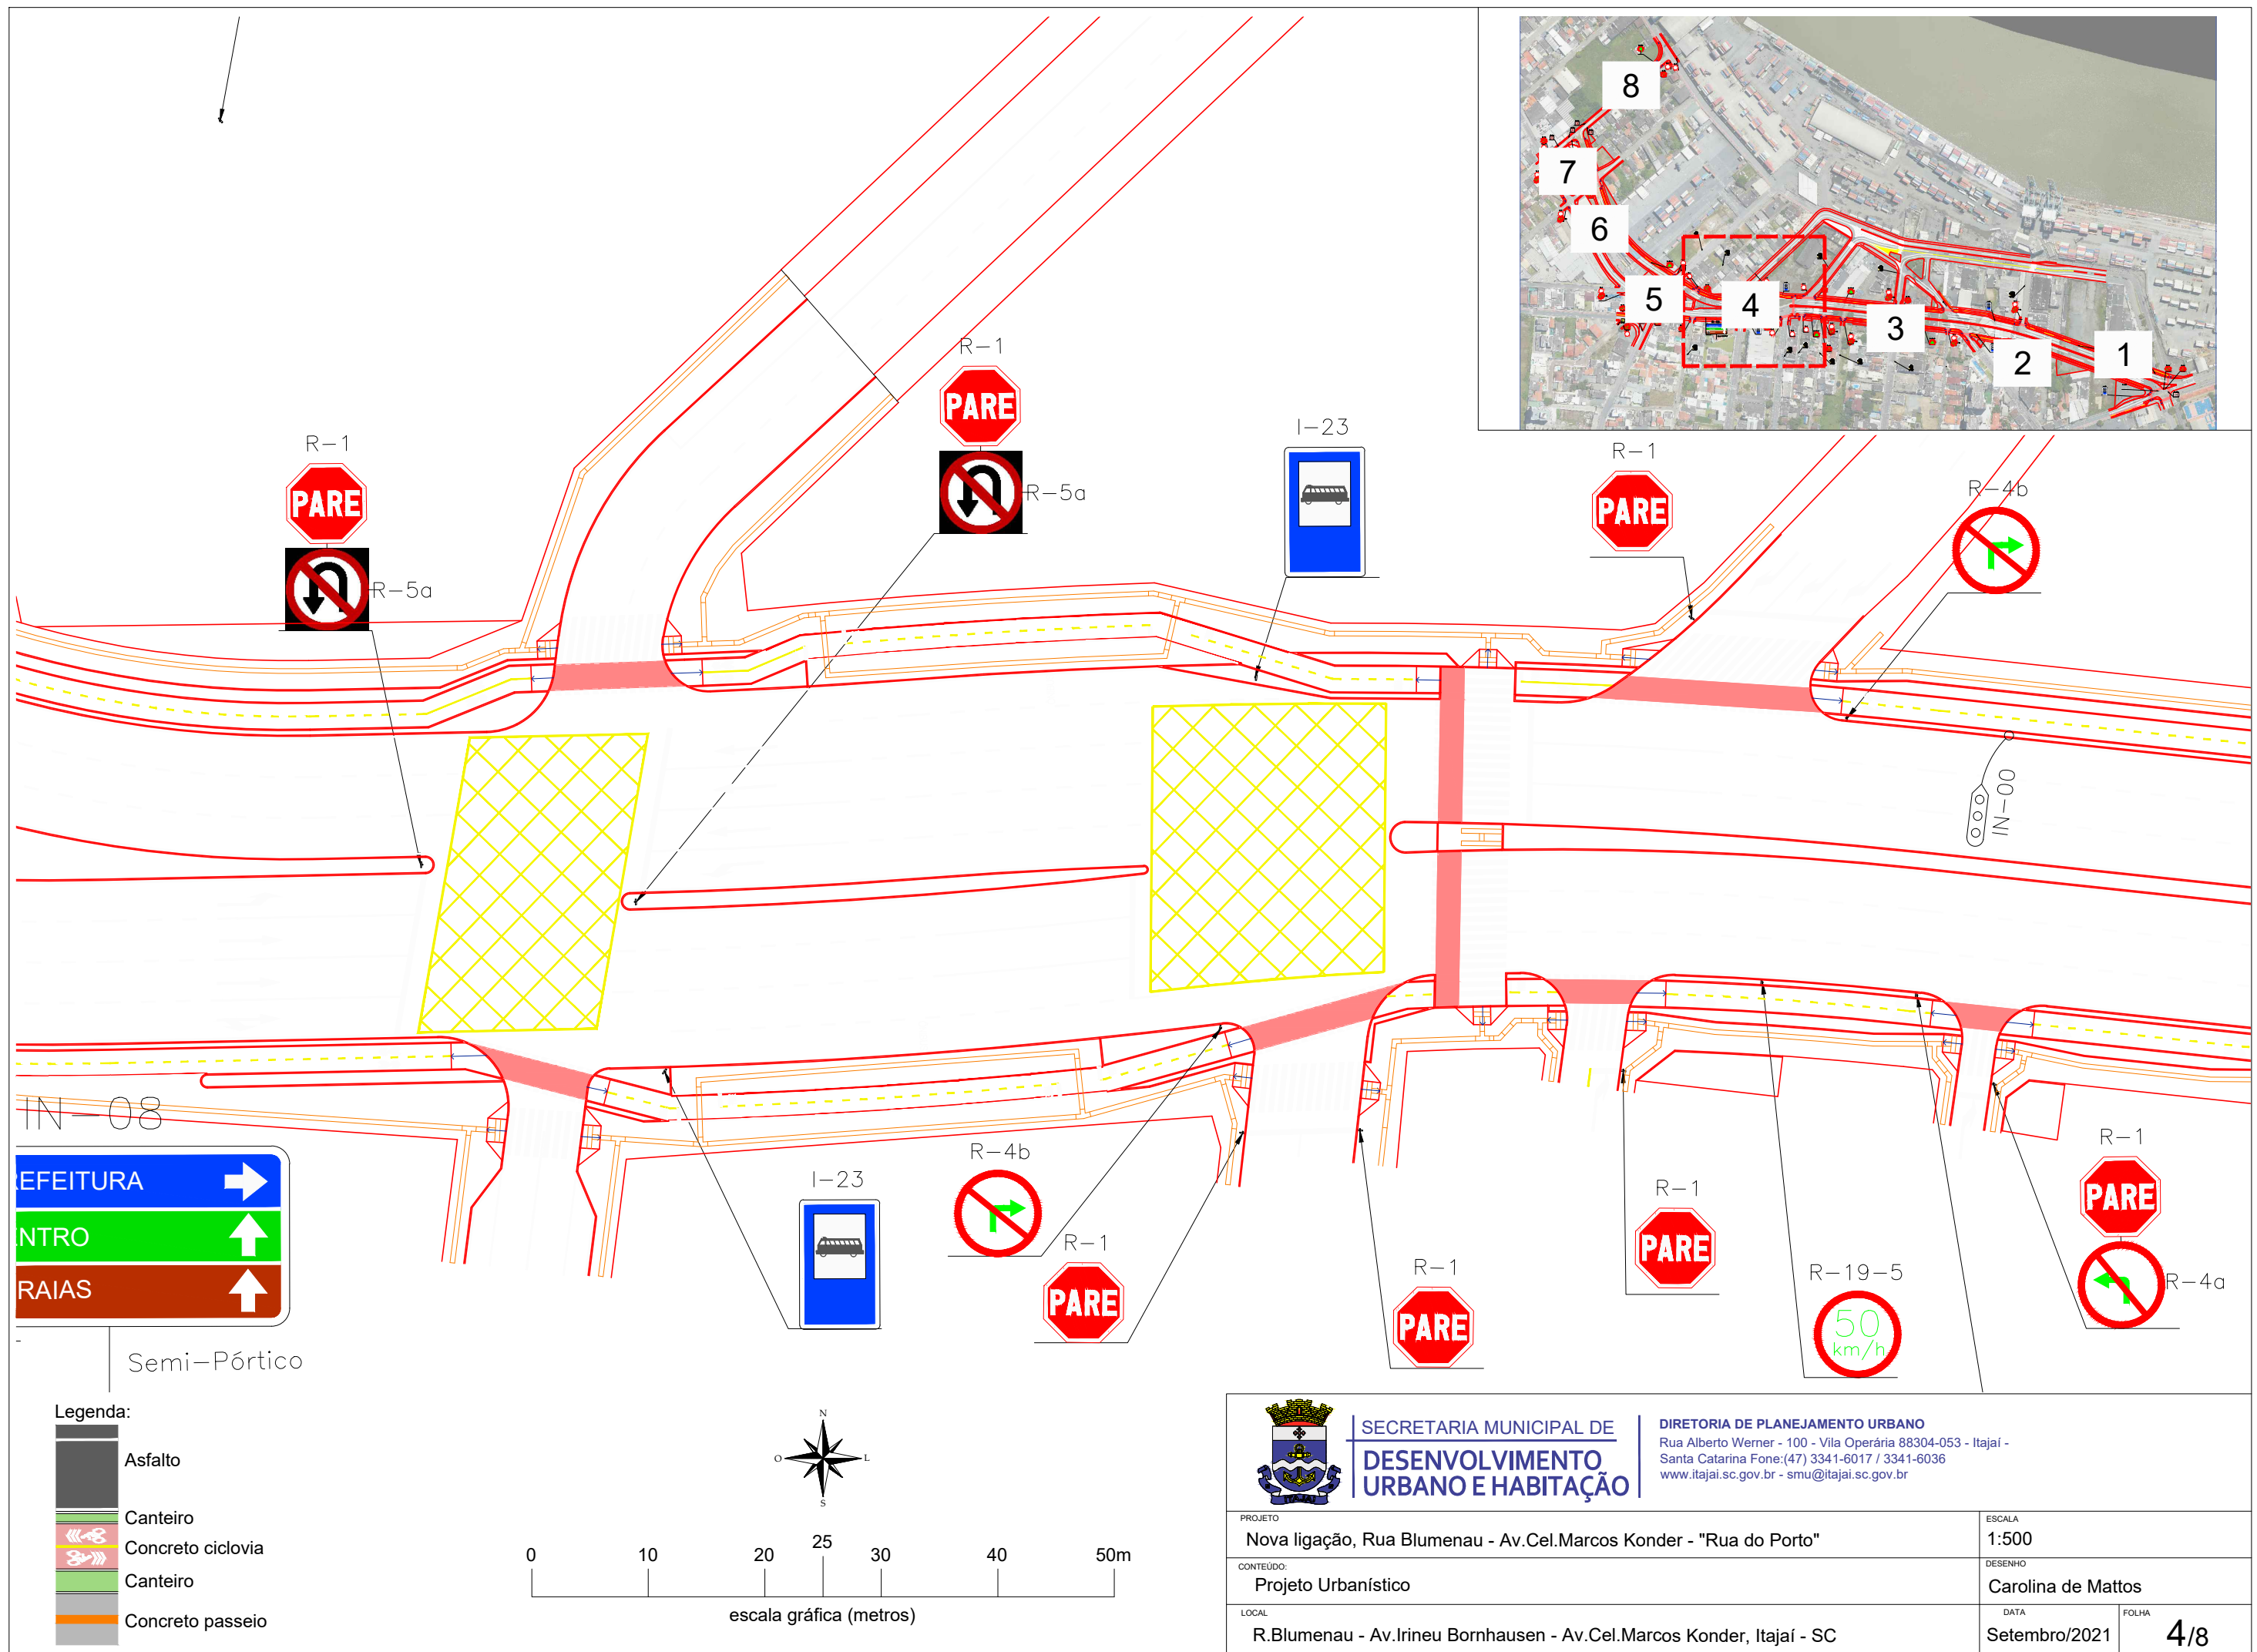 8
7
6
5
4
3
2
1
R-1
PARE
R-5a
R-1
PARE
R-5a
I-23
R-1
PARE
R-4b
IN-00
IN-08
EFEITURA
NTRO
RAIAS
Semi-Pórtico
I-23
R-4b
R-1
PARE
R-1
PARE
R-1
PARE
R-19-5
50
km/h
R-1
PARE
R-4a
Legenda:
Asfalto
Canteiro
Concreto ciclovia
Canteiro
Concreto passeio
N
O
L
S
0 10 20 25 30 40 50m
escala gráfica (metros)
ITAJAÍ
SECRETARIA MUNICIPAL DE
DESENVOLVIMENTO
URBANO E HABITAÇÃO
DIRETORIA DE PLANEJAMENTO URBANO
Rua Alberto Werner - 100 - Vila Operária 88304-053 - Itajaí -
Santa Catarina Fone:(47) 3341-6017 / 3341-6036
www.itajai.sc.gov.br - smu@itajai.sc.gov.br
PROJETO
Nova ligação, Rua Blumenau - Av.Cel.Marcos Konder - "Rua do Porto"
ESCALA
1:500
CONTEÚDO:
Projeto Urbanístico
DESENHO
Carolina de Mattos
LOCAL
R.Blumenau - Av.Irineu Bornhausen - Av.Cel.Marcos Konder, Itajaí - SC
DATA
Setembro/2021
FOLHA
4/8